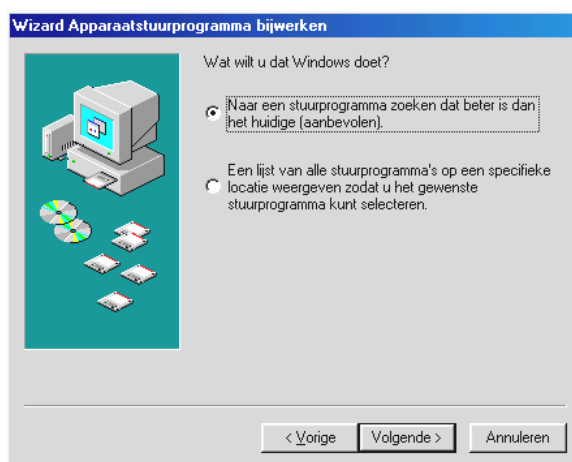 Wizard Apparaatstuurprogramma bijwerken
Wat wilt u dat Windows doet?
Naar een stuurprogramma zoeken dat beter is dan
het huidige (aanbevolen).
Een lijst van alle stuurprogramma's op een specifieke
locatie weergeven zodat u het gewenste
stuurprogramma kunt selecteren.
< Vorige
Volgende >
Annuleren